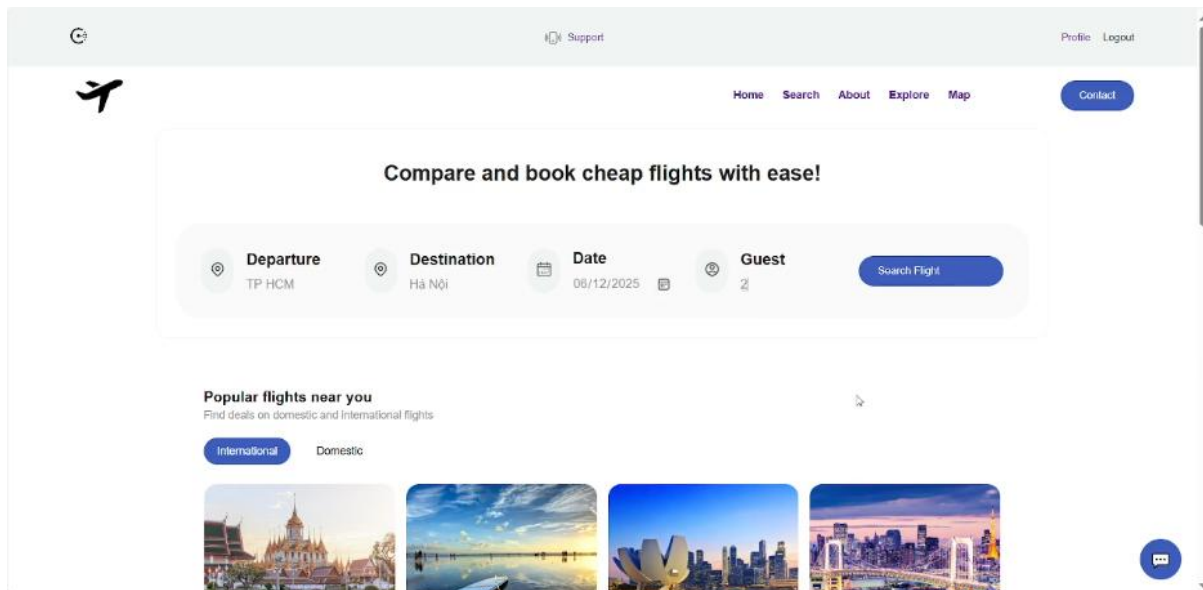 Support
Profile Logout
Home Search About Explore Map
Contact
Compare and book cheap flights with ease!
Departure
TP HCM
Destination
Hà Nội
Date
06/12/2025
Guest
2
Search Flight
Popular flights near you
Find deals on domestic and international flights
International Domestic